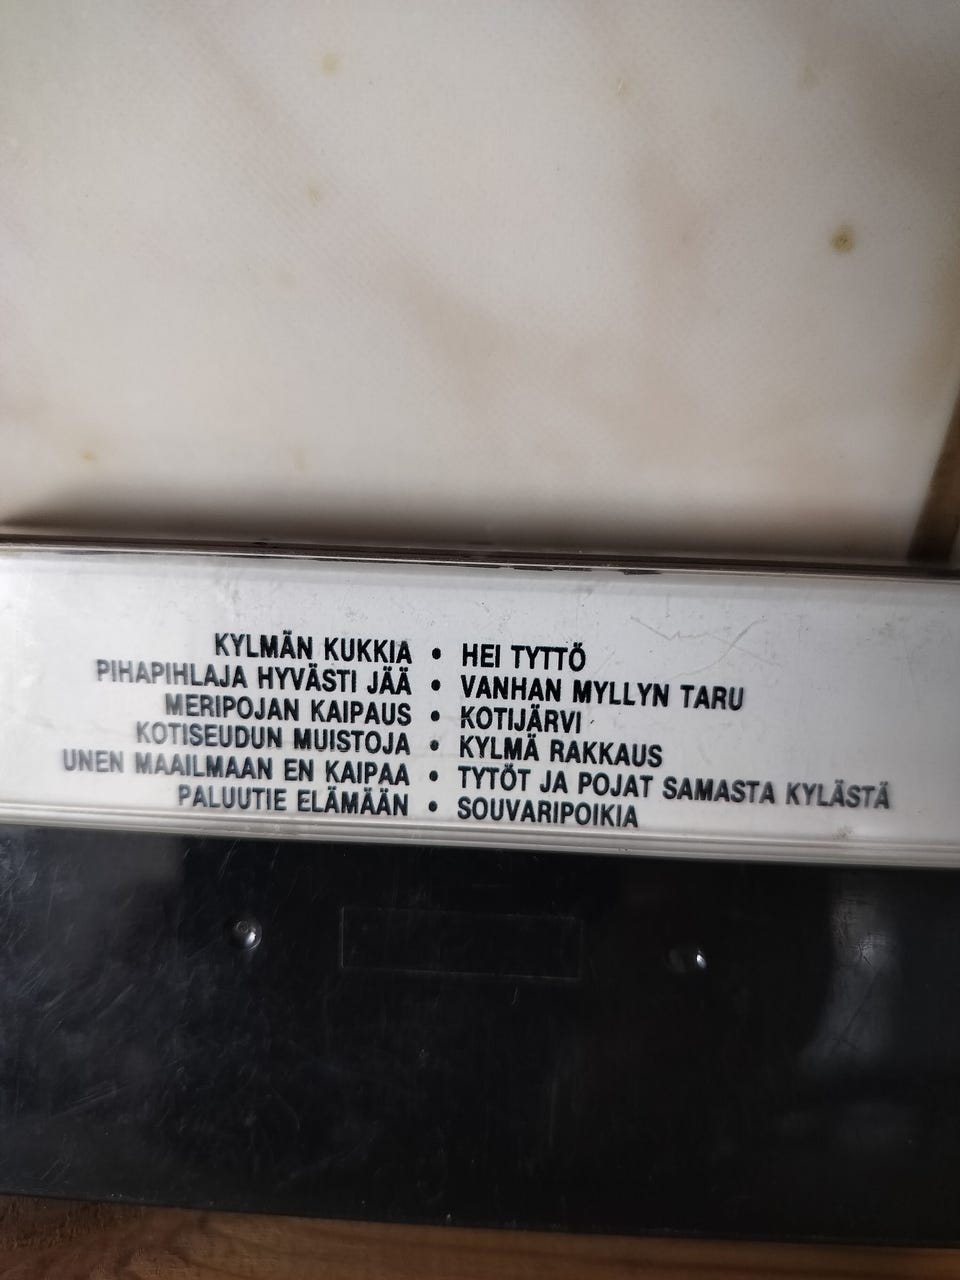 KYLMÄN KUKKIA • HEI TYTTÖ
PIHAPIHLAJA HYVÄSTI JÄÄ • VANHAN MYLLYN TARU
MERIPOJAN KAIPAUS • KOTIJÄRVI
KOTISEUDUN MUISTOJA • KYLMÄ RAKKAUS
UNEN MAAILMAAN EN KAIPAA • TYTÖT JA POJAT SAMASTA KYLÄSTÄ
PALUUTIE ELÄMÄÄN • SOUVARIPOIKIA